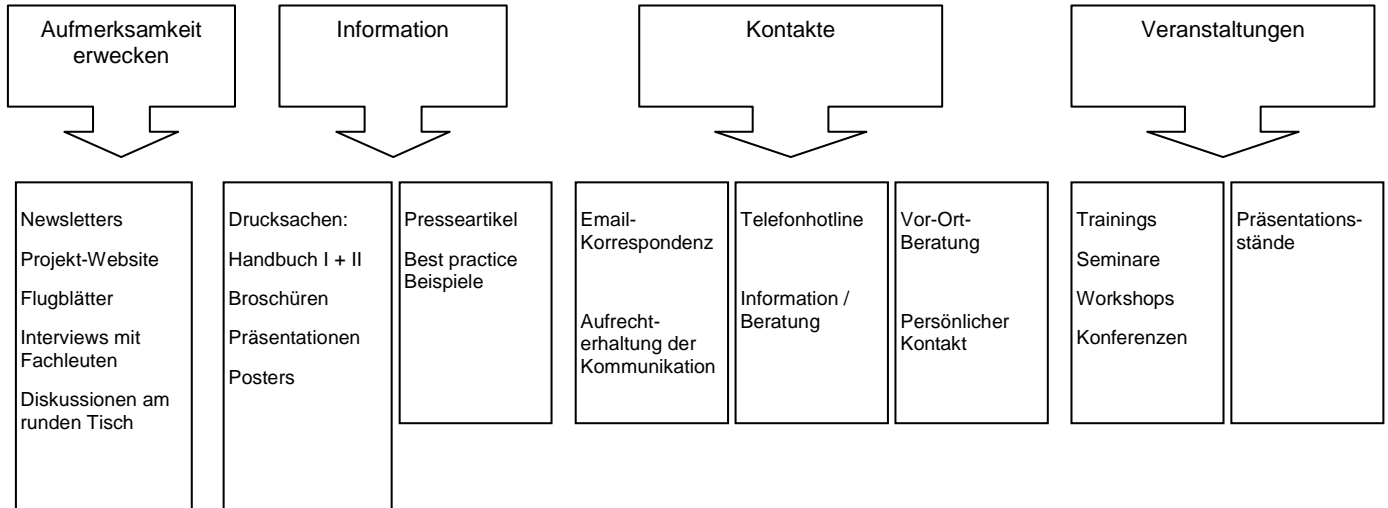 Aufmerksamkeit
erwecken
Information
Kontakte
Veranstaltungen
Newsletters
Projekt-Website
Flugblätter
Interviews mit
Fachleuten
Diskussionen am
runden Tisch
Drucksachen:
Handbuch I + II
Broschüren
Präsentationen
Posters
Presseartikel
Best practice
Beispiele
Email-
Korrespondenz
Aufrecht-
erhaltung der
Kommunikation
Telefonhotline
Information /
Beratung
Vor-Ort-
Beratung
Persönlicher
Kontakt
Trainings
Seminare
Workshops
Konferenzen
Präsentations-
stände